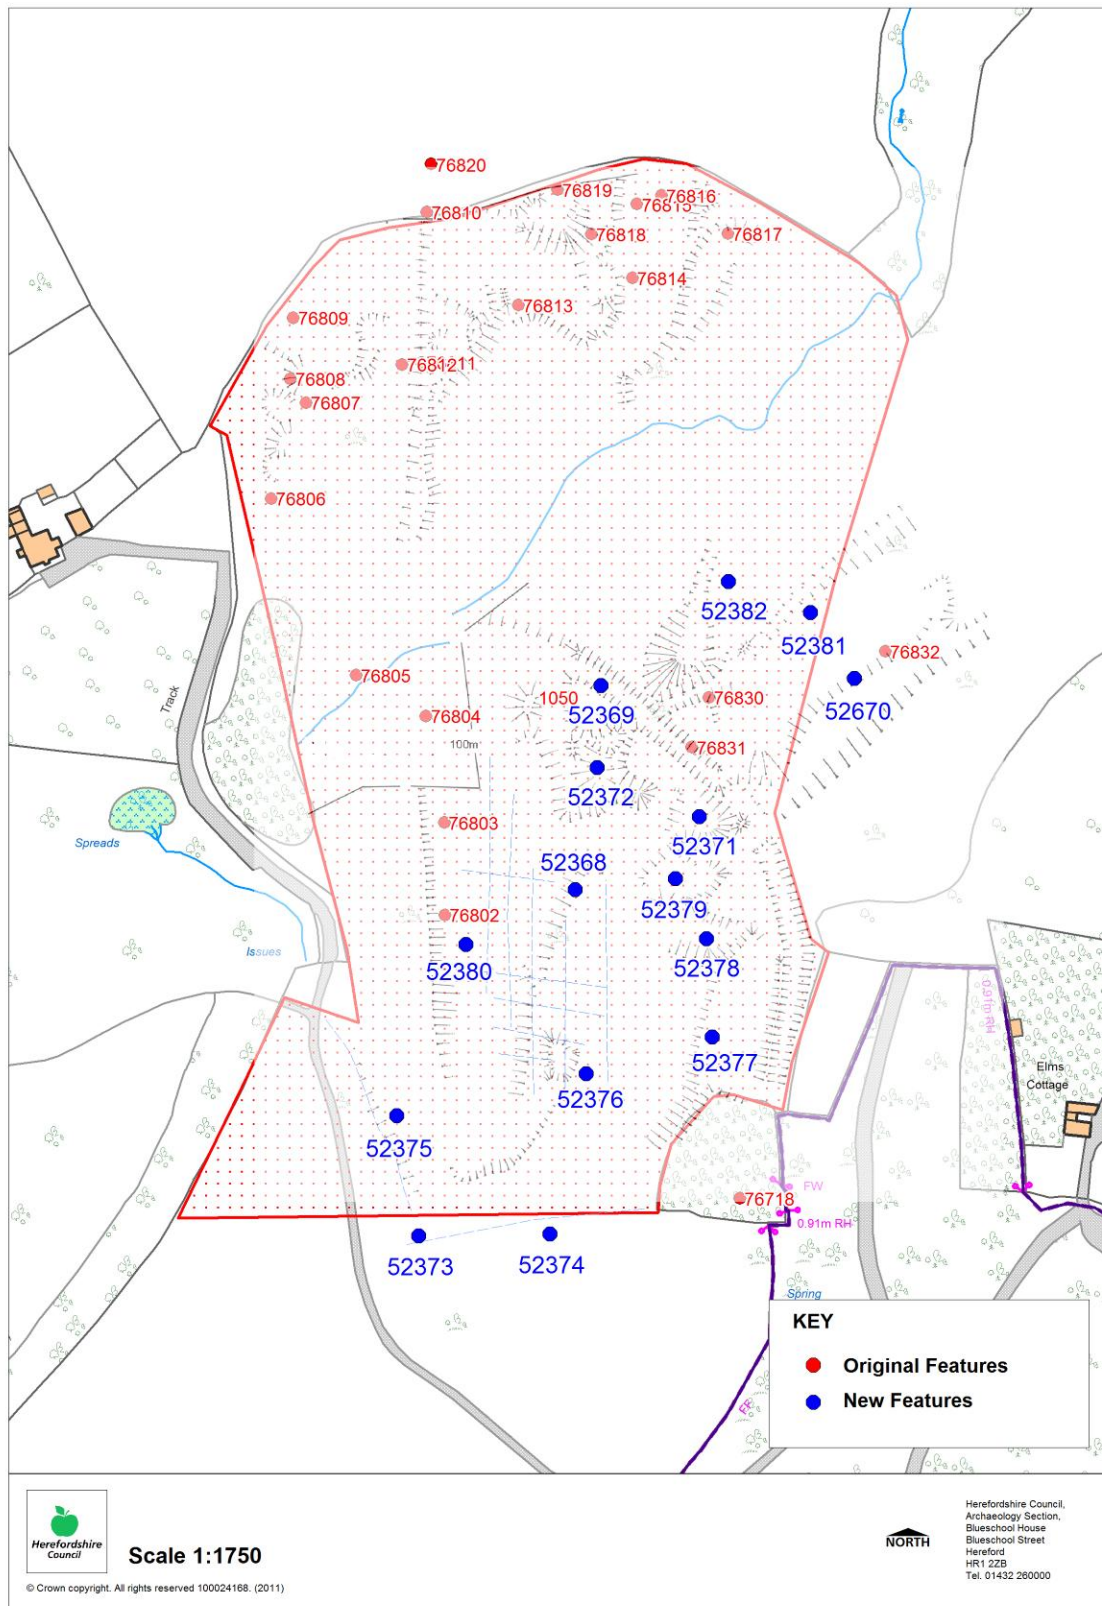 76820
76819
76816
76815
76810
76818
76817
76814
76813
76809
7681211
76808
76807
76806
52382
52381
76832
Track
76805
52670
1050
76830
52369
76804
100m
76831
52372
52371
76803
Spreads
52368
52379
76802
Issues
52380
52378
0.91m RH
52377
Elms
Cottage
52376
52375
FW
76718
0.91m RH
52373
52374
Spring
KEY
Original Features
New Features
FF
Herefordshire
Council
Scale 1:1750
© Crown copyright. All rights reserved 100024168. (2011)
NORTH
Herefordshire Council,
Archaeology Section,
Blueschool House
Blueschool Street
Hereford
HR1 2ZB
Tel. 01432 260000